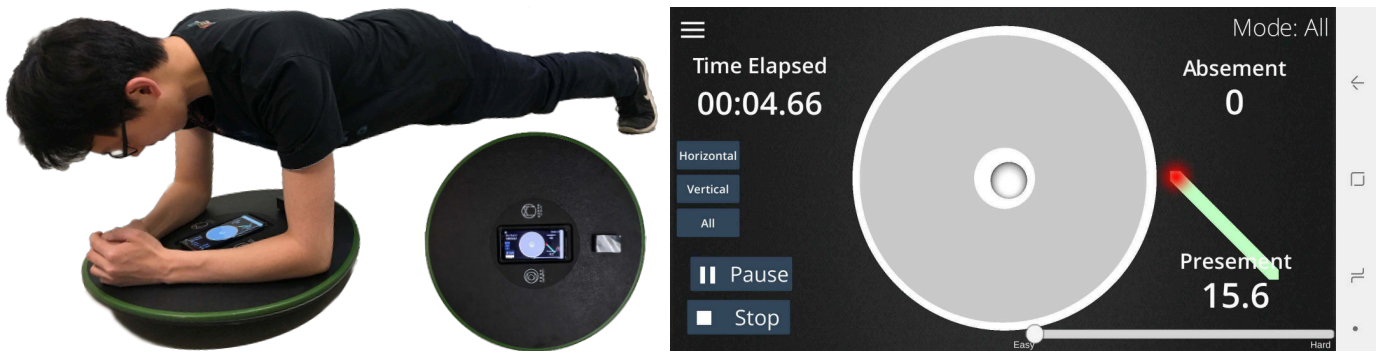 Mode: All
Time Elapsed
00:04.66
Absement
0
Horizontal
Vertical
All
Presement
15.6
Pause
Stop
Easy
Hard